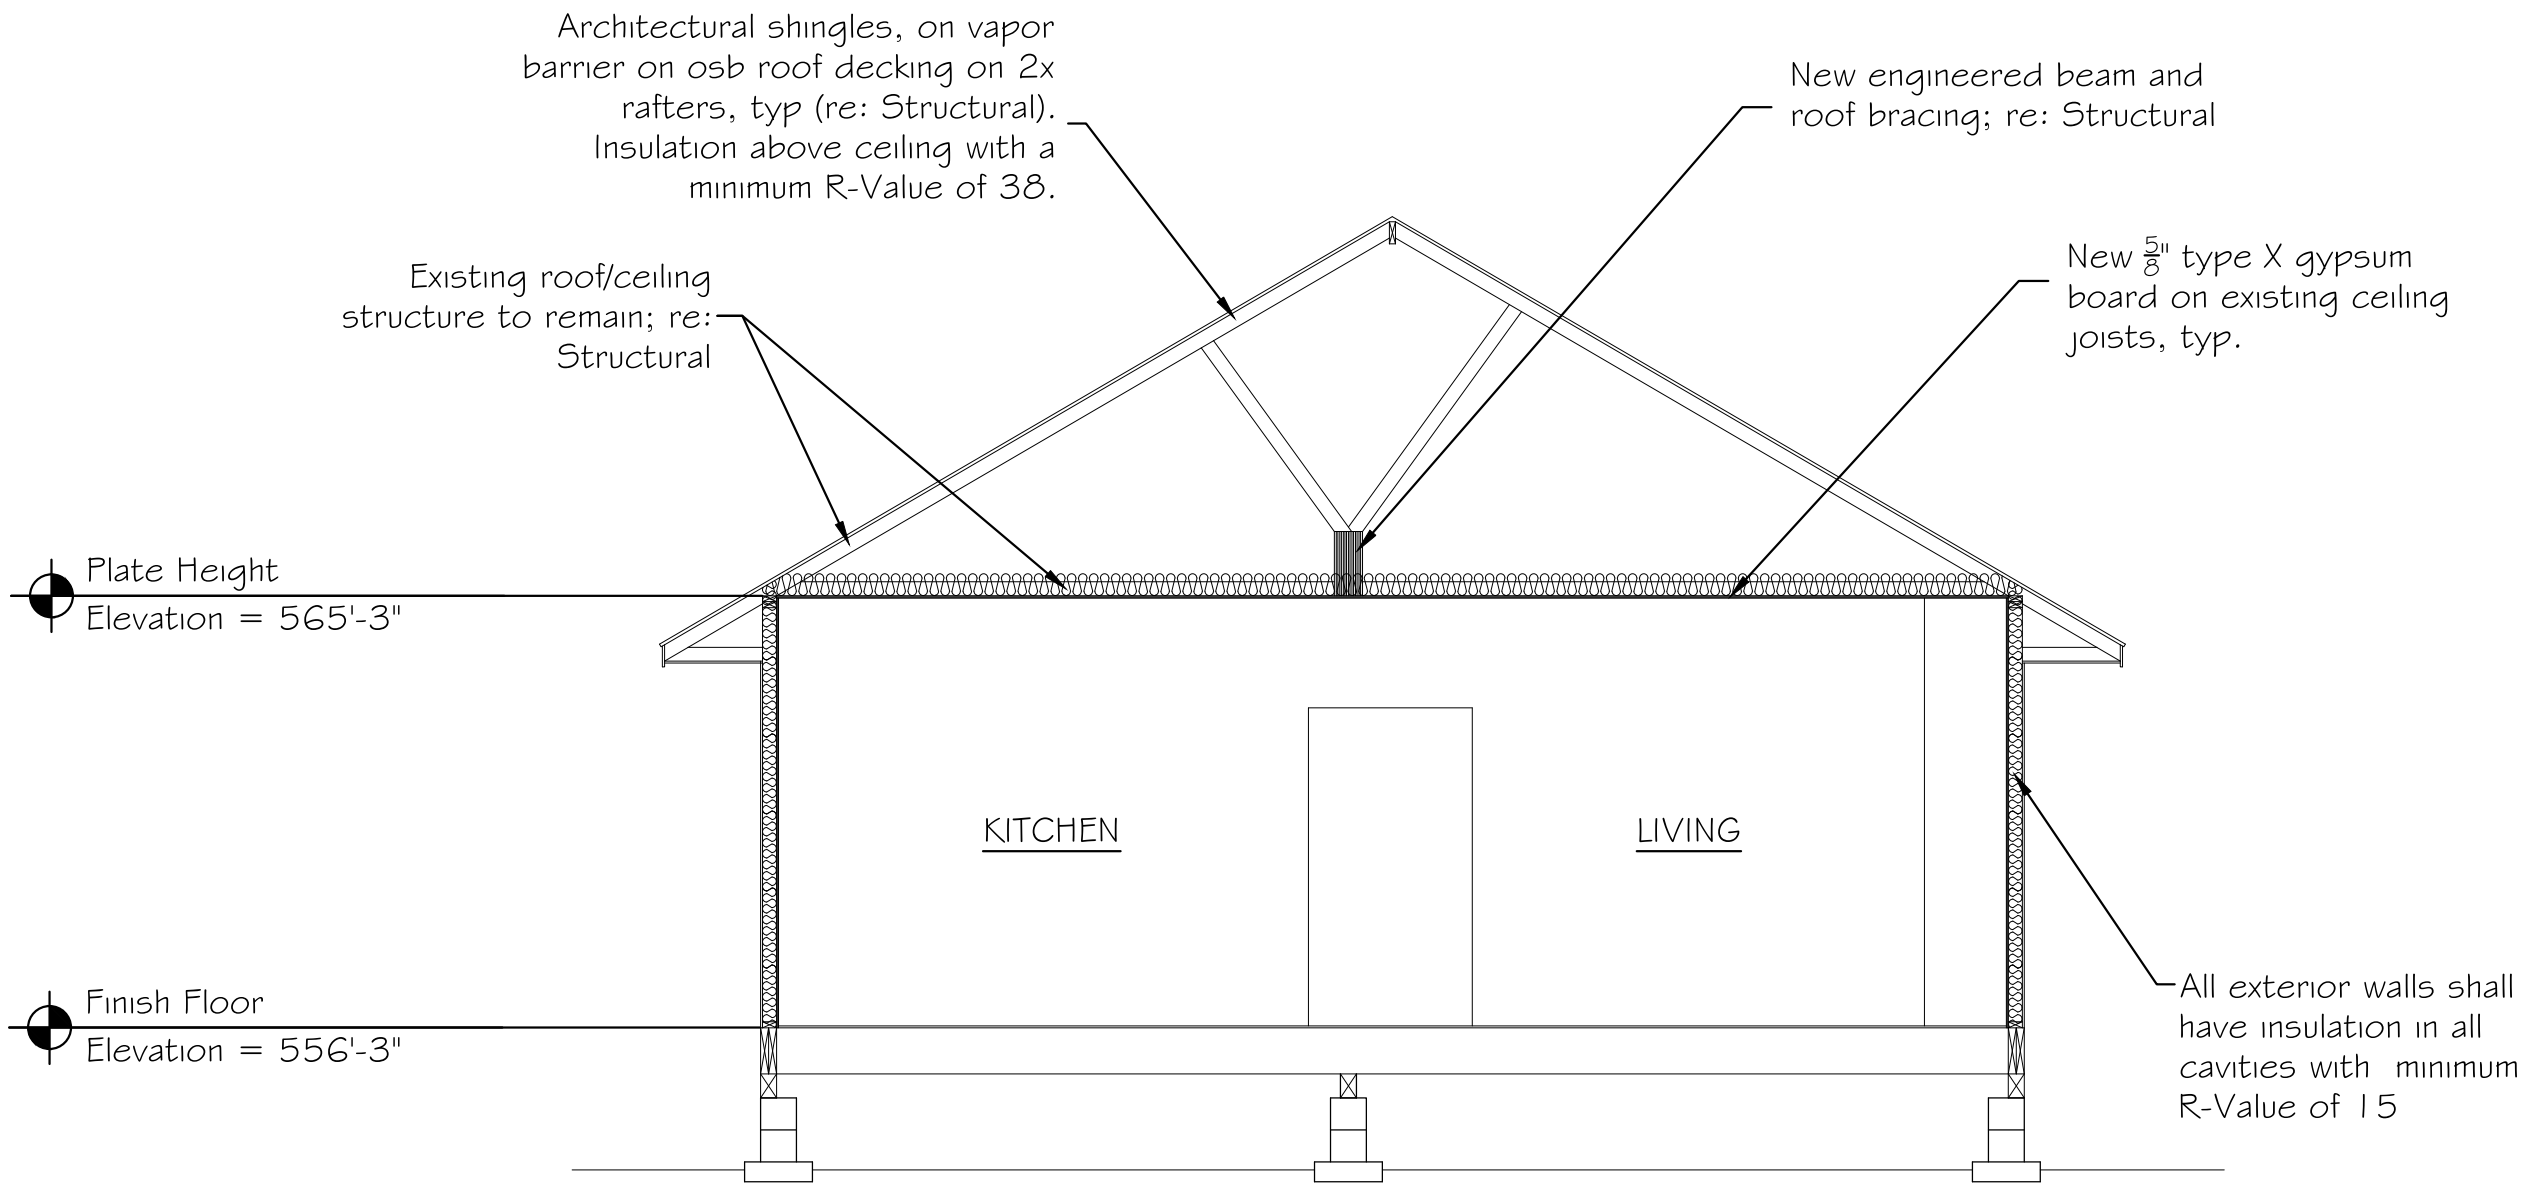 Architectural shingles, on vapor
barrier on osb roof decking on 2x
rafters, typ (re: Structural).
Insulation above ceiling with a
minimum R-Value of 38.
New engineered beam and
roof bracing; re: Structural
Existing roof/ceiling
structure to remain; re:
Structural
New 5/8" type X gypsum
board on existing ceiling
joists, typ.
Plate Height
Elevation = 565'-3"
KITCHEN
LIVING
Finish Floor
Elevation = 556'-3"
All exterior walls shall
have insulation in all
cavities with minimum
R-Value of 15